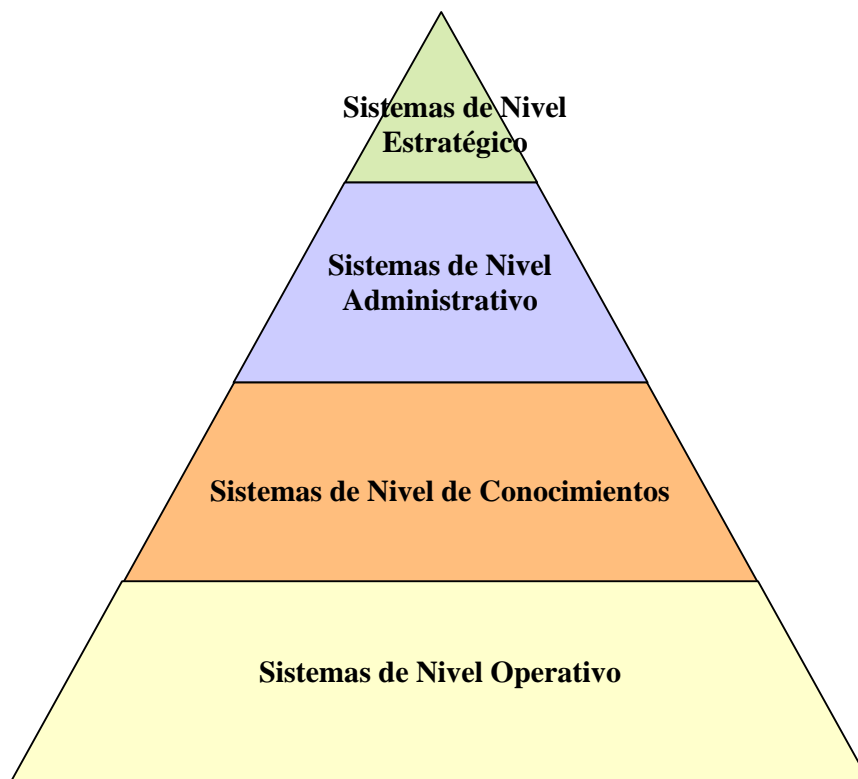 Sistemas de Nivel
Estratégico
Sistemas de Nivel
Administrativo
Sistemas de Nivel de Conocimientos
Sistemas de Nivel Operativo